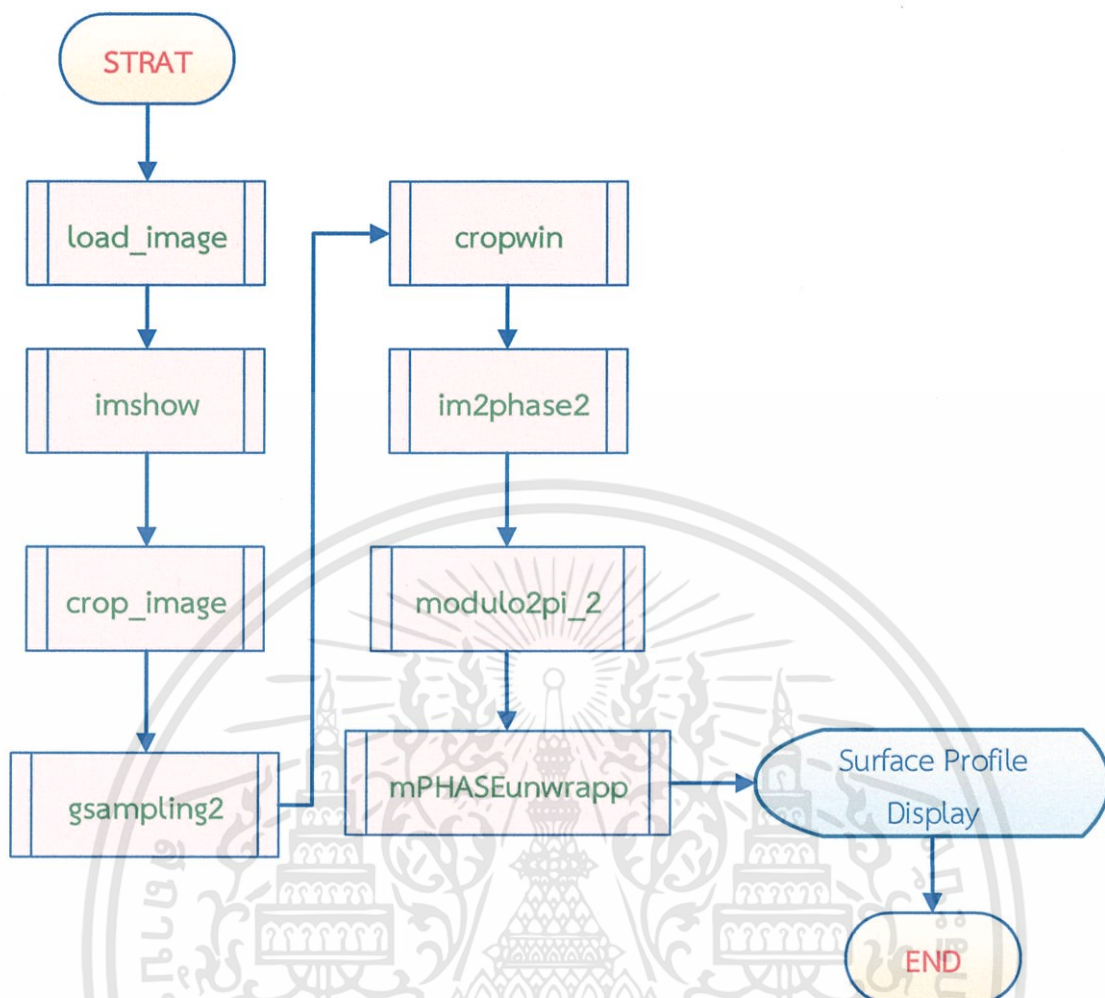 STRAT
load_image
imshow
crop_image
gsampling2
cropwin
im2phase2
modulo2pi_2
mPHASEunwrapp
Surface Profile
Display
END